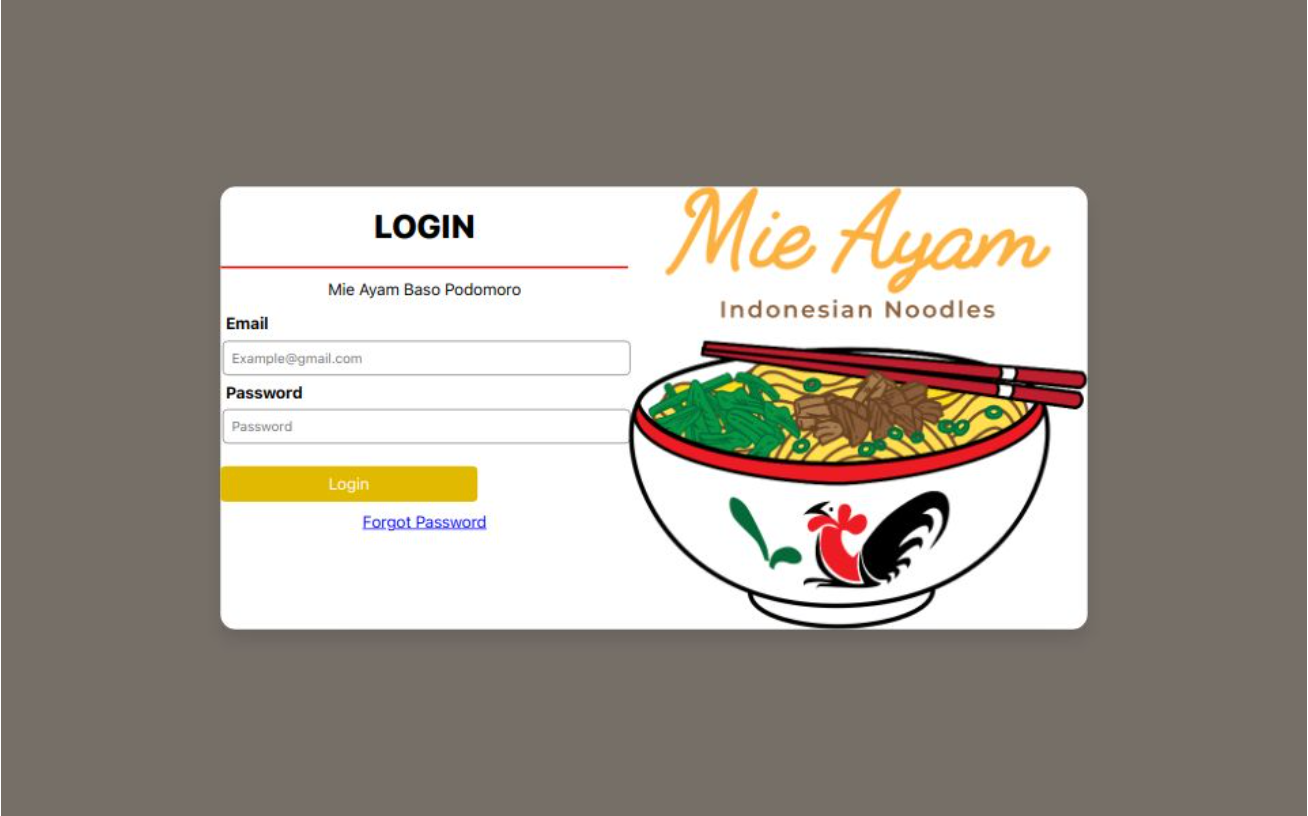 LOGIN
Mie Ayam Baso Podomoro
Email
Example@gmail.com
Password
Password
Login
Forgot Password
Mie Ayam
Indonesian Noodles